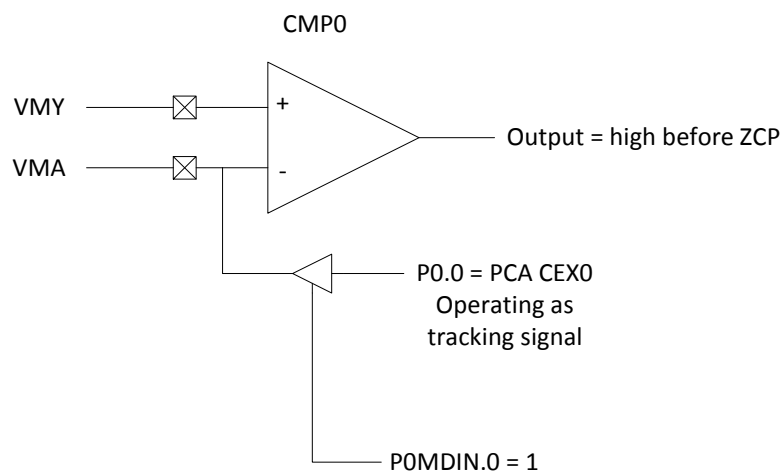 CMP0
VMY
+
Output = high before ZCP
VMA
-
P0.0 = PCA CEX0
Operating as
tracking signal
P0MDIN.0 = 1